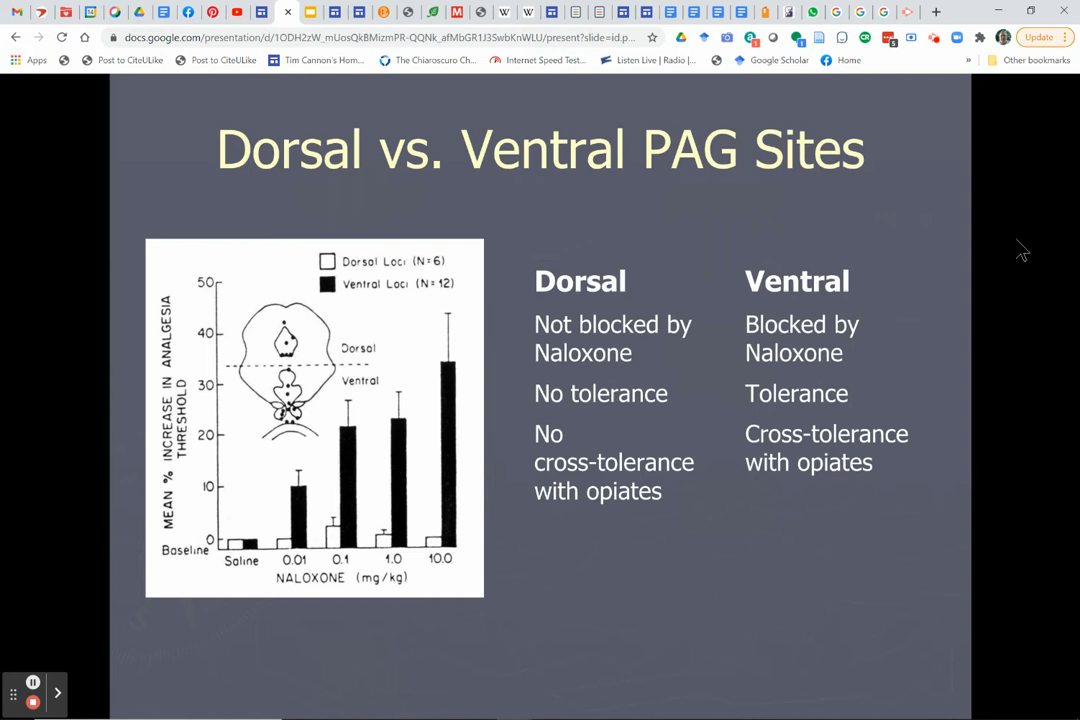 docs.google.com/presentation/d/1ODH2zW_mUosQkBMizmPR-QQNk_afMbGR1J3SwbKnWLU/present?slide=id.p...
Update
Apps
Post to CiteULike
Post to CiteULike
Tim Cannon's Hom...
The Chiaroscuro Ch...
Internet Speed Test...
Listen Live | Radio |...
Google Scholar
Home
»
Other bookmarks
Dorsal vs. Ventral PAG Sites
Dorsal Loci (N=6)
Ventral Loci (N=12)
MEAN % INCREASE IN ANALGESIA
THRESHOLD
50
40
30
20
10
0
Baseline
Dorsal
Ventral
Saline
0.01
0.1
1.0
10.0
NALOXONE (mg/kg)
Dorsal
Not blocked by
Naloxone
No tolerance
No
cross-tolerance
with opiates
Ventral
Blocked by
Naloxone
Tolerance
Cross-tolerance
with opiates